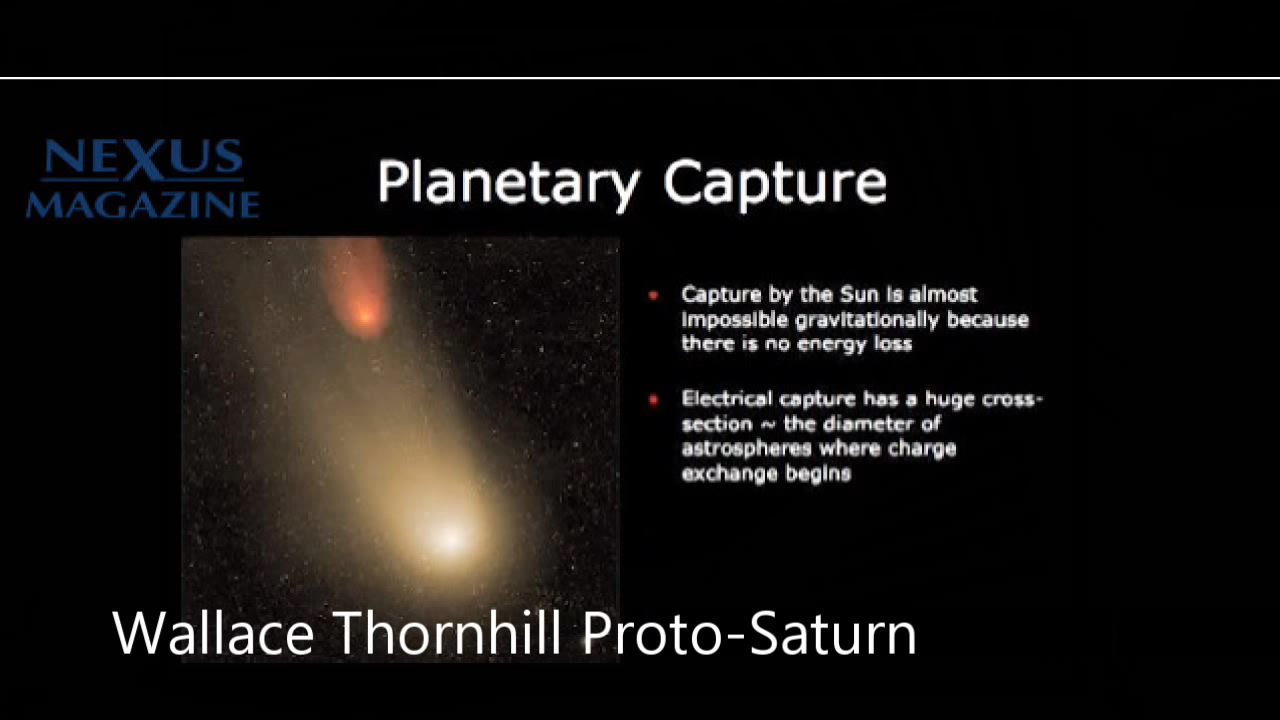 NEXUS
MAGAZINE
Planetary Capture
Capture by the Sun is almost
impossible gravitationally because
there is no energy loss
Electrical capture has a huge cross-
section ~ the diameter of
astrospheres where charge
exchange begins
Wallace Thornhill Proto-Saturn